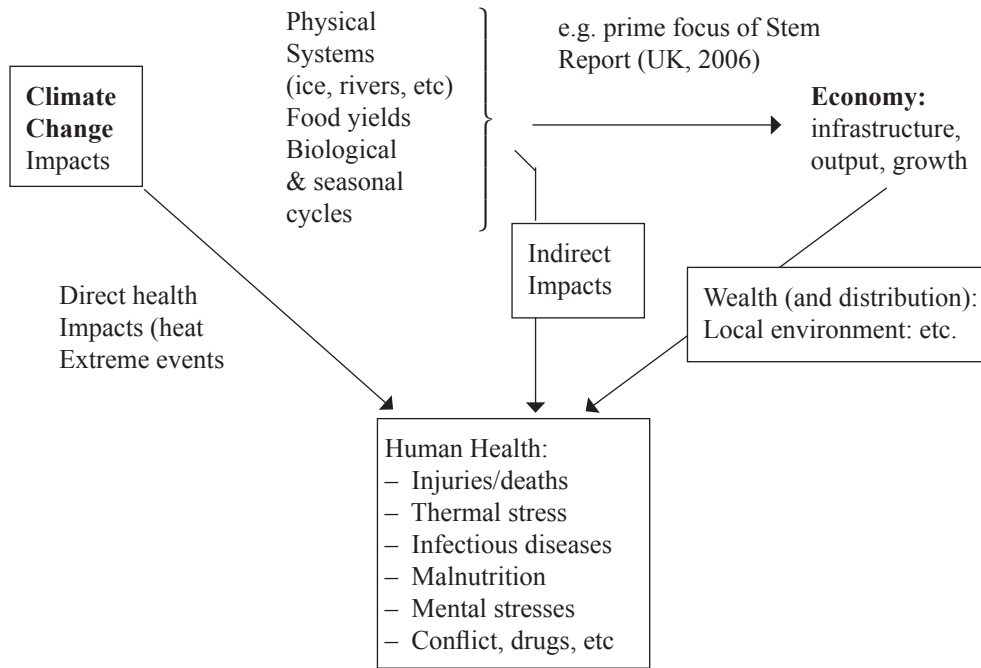 Climate
Change
Impacts
Physical
Systems
(ice, rivers, etc)
Food yields
Biological
& seasonal
cycles
e.g. prime focus of Stem
Report (UK, 2006)
Economy:
infrastructure,
output, growth
Direct health
Impacts (heat
Extreme events
Indirect
Impacts
Wealth (and distribution):
Local environment: etc.
Human Health:
– Injuries/deaths
– Thermal stress
– Infectious diseases
– Malnutrition
– Mental stresses
– Conflict, drugs, etc